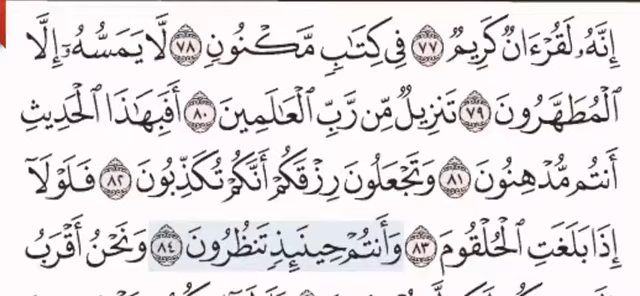 إِنَّهُۥ لَقُرْءَانٌ كَرِيمٌ ٧٧ فِى كِتَٰبٍ مَّكْنُونٍ ٧٨ لَّا يَمَسُّهُۥٓ إِلَّا
ٱلْمُطَهَّرُونَ ٧٩ تَنزِيلٌ مِّن رَّبِّ ٱلْعَٰلَمِينَ ٨٠ أَفَبِهَٰذَا ٱلْحَدِيثِ
أَنتُم مُّدْهِنُونَ ٨١ وَتَجْعَلُونَ رِزْقَكُمْ أَنَّكُمْ تُكَذِّبُونَ ٨٢ فَلَوْلَآ
إِذَا بَلَغَتِ ٱلْحُلْقُومَ ٨٣ وَأَنتُمْ حِينَئِذٍ تَنظُرُونَ ٨٤ وَنَحْنُ أَقْرَبُ